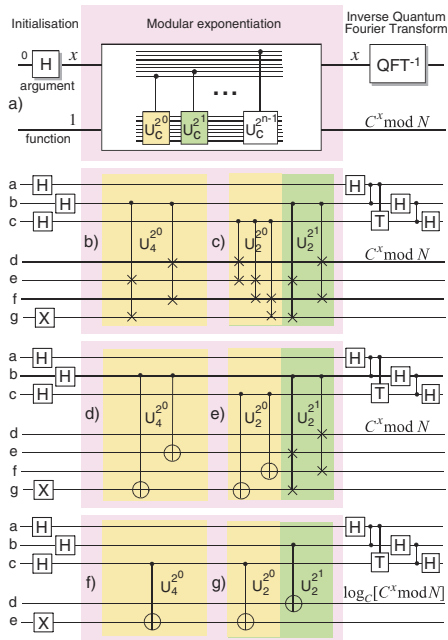 Initialisation
Modular exponentiation
Inverse Quantum
Fourier Transform
0 H x
argument
a)
...
U_C^{2^0} U_C^{2^1} U_C^{2^{n-1}}
x QFT^{-1}
1
function
C^x mod N
a H H
b H H
c H T H
b) U_4^{2^0} c) U_2^{2^0} U_2^{2^1}
d C^x mod N
e
f
g X
a H H
b H H
c H T H
d) U_4^{2^0} e) U_2^{2^0} U_2^{2^1}
d C^x mod N
e
f
g X
a H H
b H H
c H T H
f) U_4^{2^0} g) U_2^{2^0} U_2^{2^1}
d log_C[C^x mod N]
e X